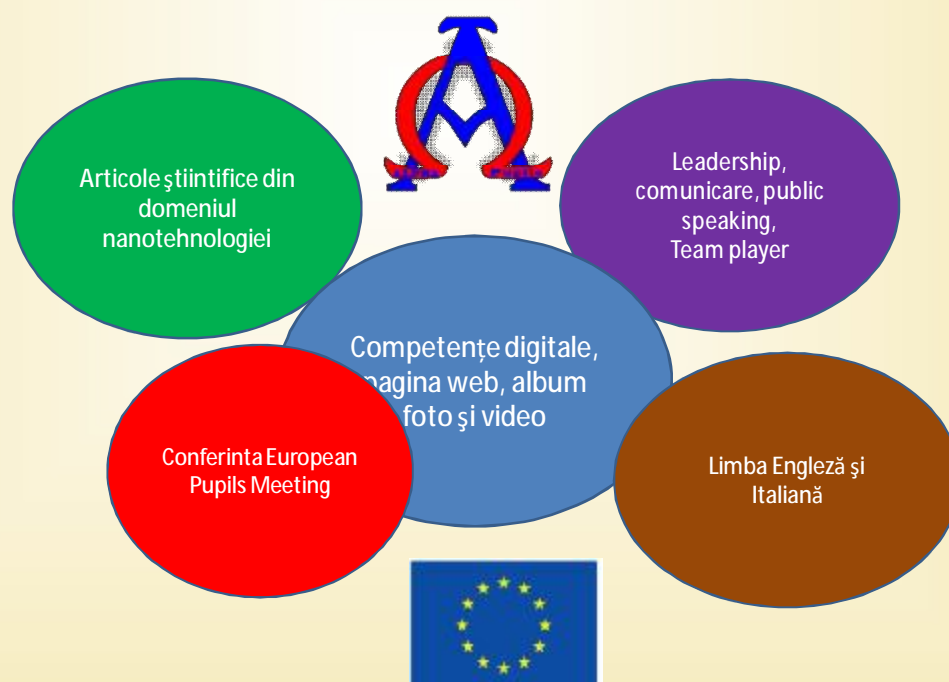 Articole ştiintifice din
domeniul
nanotehnologiei
Leadership,
comunicare, public
speaking,
Team player
Competențe digitale,
pagina web, album
foto şi video
Conferinta European
Pupils Meeting
Limba Engleză şi
Italiană